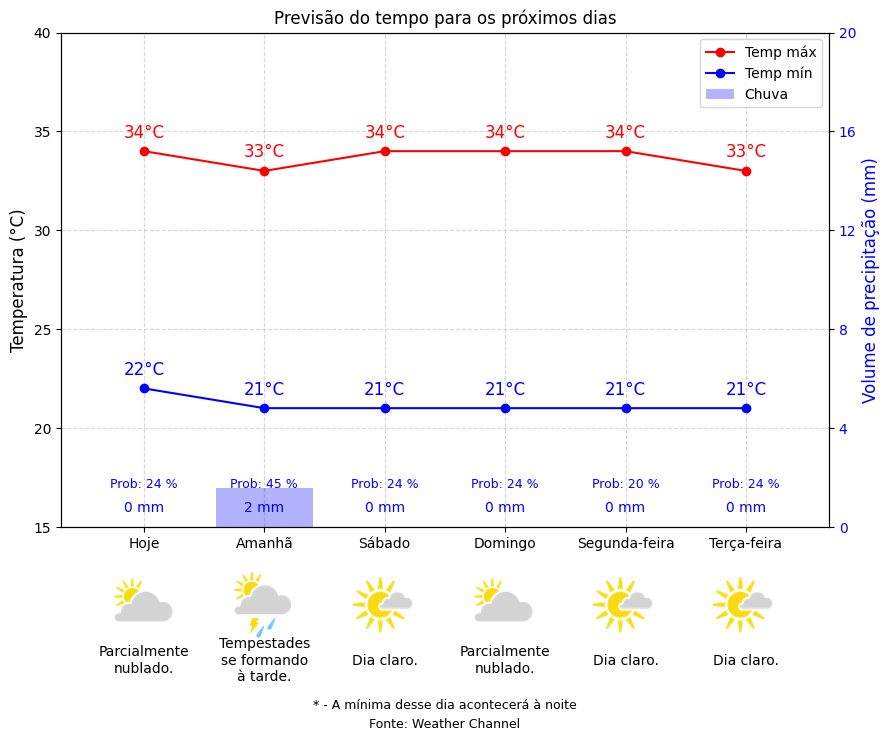 Previsão do tempo para os próximos dias
40
35
30
25
20
15
Temperatura (°C)
20
16
12
8
4
0
Volume de precipitação (mm)
Temp máx
Temp mín
Chuva
34°C 33°C 34°C 34°C 34°C 33°C
22°C 21°C 21°C 21°C 21°C 21°C
Prob: 24 % Prob: 45 % Prob: 24 % Prob: 24 % Prob: 20 % Prob: 24 %
0 mm 2 mm 0 mm 0 mm 0 mm 0 mm
Hoje Amanhã Sábado Domingo Segunda-feira Terça-feira
Parcialmente
nublado.
Tempestades
se formando
à tarde.
Dia claro.
Parcialmente
nublado.
Dia claro.
Dia claro.
* - A mínima desse dia acontecerá à noite
Fonte: Weather Channel